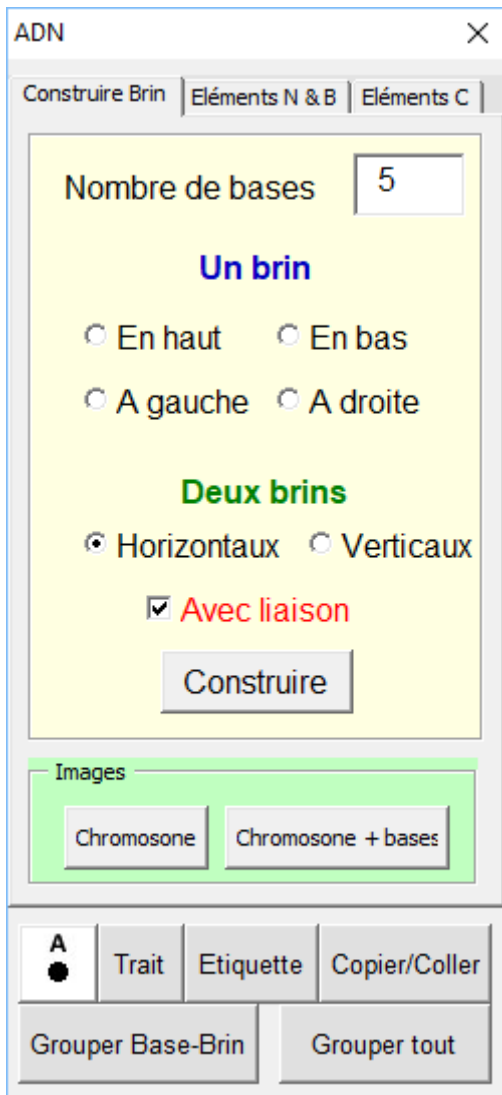 ADN
Construire Brin Eléments N & B Eléments C
Nombre de bases 5
Un brin
En haut En bas
A gauche A droite
Deux brins
Horizontaux Verticaux
Avec liaison
Construire
Images
Chromosone Chromosone + bases
A Trait Etiquette Copier/Coller
Grouper Base-Brin Grouper tout